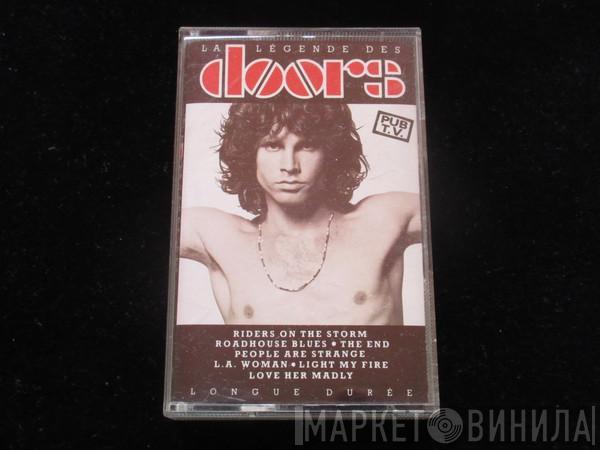 LA LÉGENDE DES
doors
PUB
T.V.
RIDERS ON THE STORM
ROADHOUSE BLUES • THE END
PEOPLE ARE STRANGE
L.A. WOMAN • LIGHT MY FIRE
LOVE HER MADLY
LONGUE DURÉE
МАРКЕТ ВИНИЛА